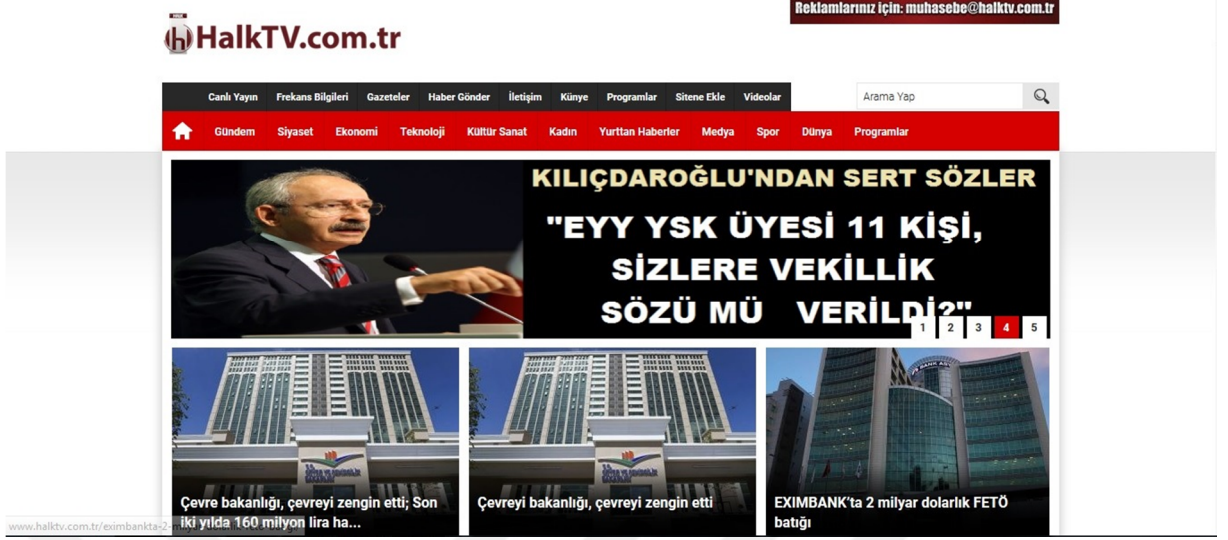 Reklamlarınız için: muhasebe@halktv.com.tr
HalkTV.com.tr
Canlı Yayın Frekans Bilgileri Gazeteler Haber Gönder İletişim Künye Programlar Sitene Ekle Videolar
Arama Yap
Gündem Siyaset Ekonomi Teknoloji Kültür Sanat Kadın Yurttan Haberler Medya Spor Dünya Programlar
KILIÇDAROĞLU'NDAN SERT SÖZLER
"EYY YSK ÜYESİ 11 KİŞİ,
SİZLERE VEKİLLİK
SÖZÜ MÜ VERİLDİ?"
1 2 3 4 5
BANK ASY
Çevre bakanlığı, çevreyi zengin etti; Son
iki yılda 160 milyon lira ha...
Çevreyi bakanlığı, çevreyi zengin etti
EXIMBANK'ta 2 milyar dolarlık FETÖ
batığı
www.halktv.com.tr/eximbankta-2-